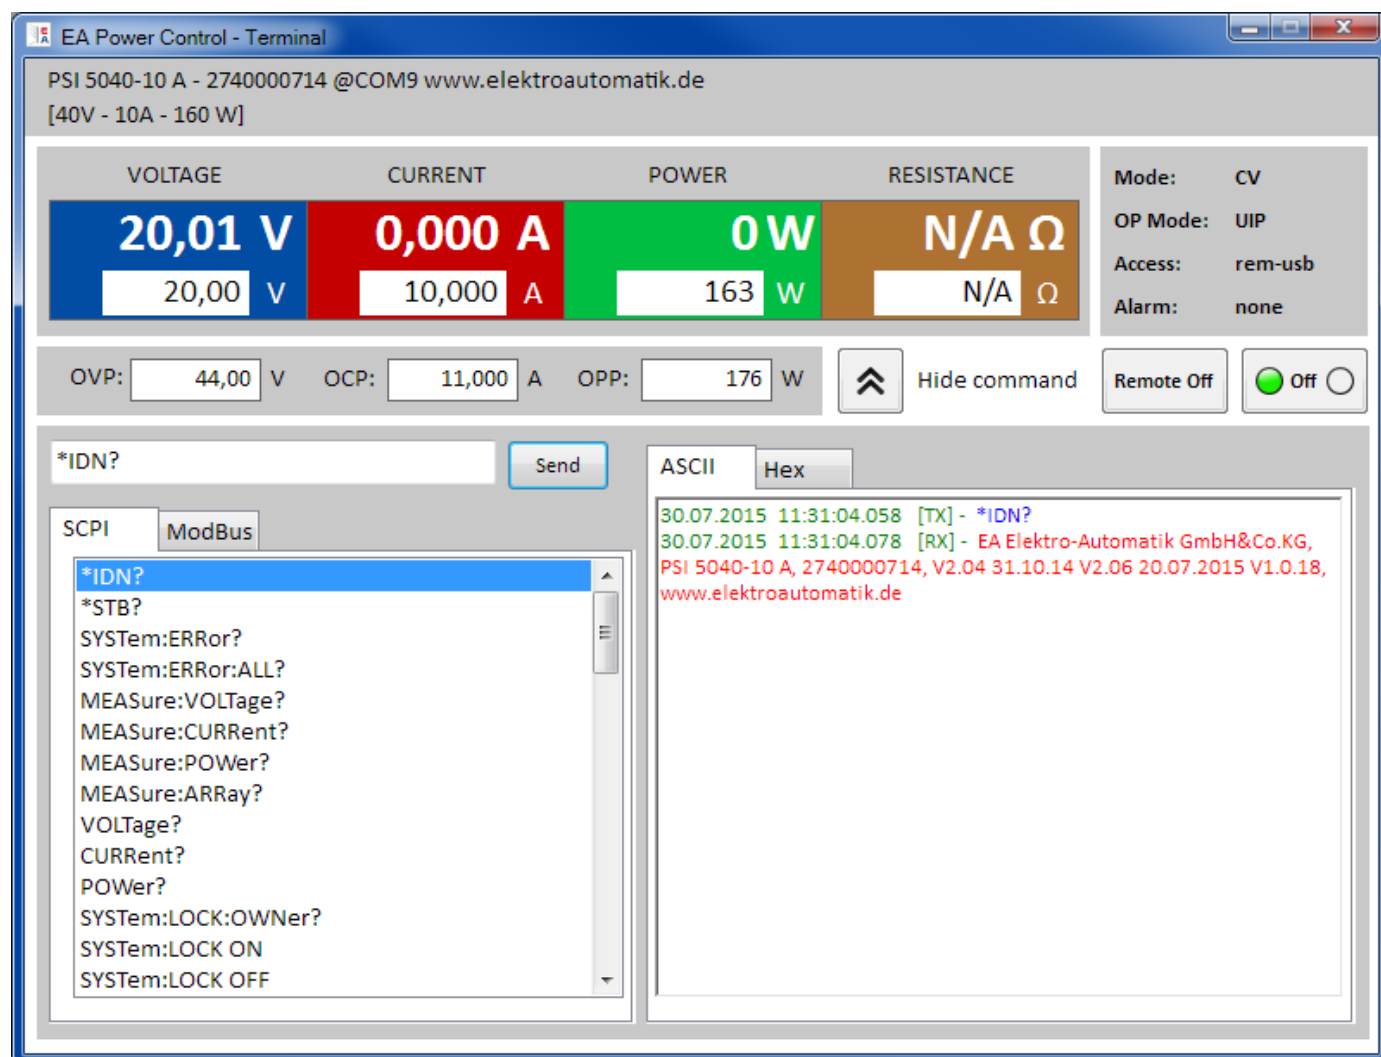 EA Power Control - Terminal
PSI 5040-10 A - 2740000714 @COM9 www.elektroautomatik.de
[40V - 10A - 160 W]
VOLTAGE CURRENT POWER RESISTANCE
20,01 V 0,000 A 0 W N/A Ω
20,00 V 10,000 A 163 W N/A Ω
Mode: CV
OP Mode: UIP
Access: rem-usb
Alarm: none
OVP: 44,00 V OCP: 11,000 A OPP: 176 W Hide command Remote Off Off
*IDN? Send
SCPI ModBus
*IDN?
*STB?
SYSTem:ERRor?
SYSTem:ERRor:ALL?
MEASure:VOLTage?
MEASure:CURRent?
MEASure:POWer?
MEASure:ARRay?
VOLTage?
CURRent?
POWer?
SYSTem:LOCK:OWNer?
SYSTem:LOCK ON
SYSTem:LOCK OFF
ASCII Hex
30.07.2015 11:31:04.058 [TX] - *IDN?
30.07.2015 11:31:04.078 [RX] - EA Elektro-Automatik GmbH&Co.KG,
PSI 5040-10 A, 2740000714, V2.04 31.10.14 V2.06 20.07.2015 V1.0.18,
www.elektroautomatik.de